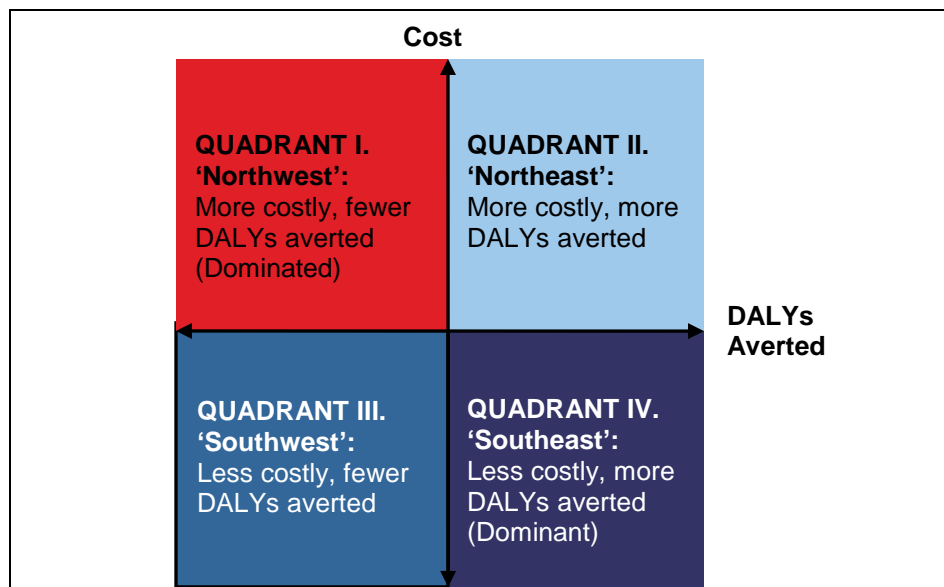 Cost
QUADRANT I.
‘Northwest’:
More costly, fewer
DALYs averted
(Dominated)
QUADRANT II.
‘Northeast’:
More costly, more
DALYs averted
DALYs
Averted
QUADRANT III.
‘Southwest’:
Less costly, fewer
DALYs averted
QUADRANT IV.
‘Southeast’:
Less costly, more
DALYs averted
(Dominant)